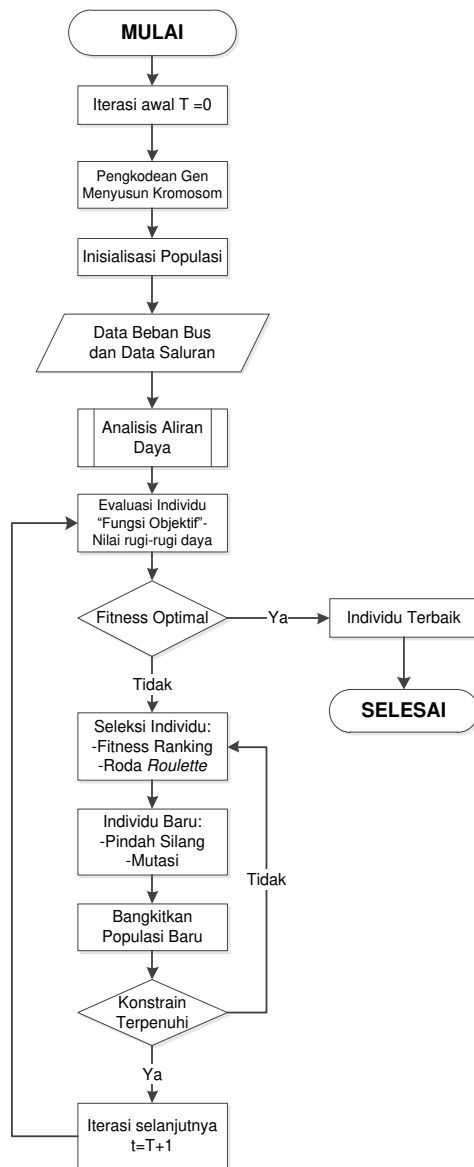 MULAI
Iterasi awal T =0
Pengkodean Gen
Menyusun Kromosom
Inisialisasi Populasi
Data Beban Bus
dan Data Saluran
Analisis Aliran
Daya
Evaluasi Individu
“Fungsi Objektif”-
Nilai rugi-rugi daya
Fitness Optimal
Ya
Individu Terbaik
SELESAI
Tidak
Seleksi Individu:
-Fitness Ranking
-Roda Roulette
Individu Baru:
-Pindah Silang
-Mutasi
Tidak
Bangkitkan
Populasi Baru
Konstrain
Terpenuhi
Ya
Iterasi selanjutnya
t=T+1